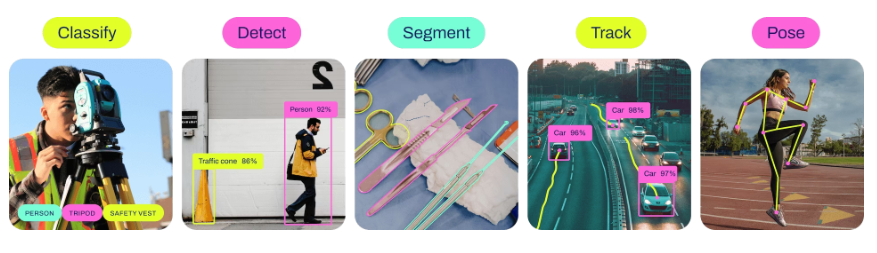 Classify
Detect
Segment
Track
Pose
PERSON
TRIPOD
SAFETY VEST
2
Person 92%
Traffic cone 86%
Car 98%
Car 96%
Car 97%